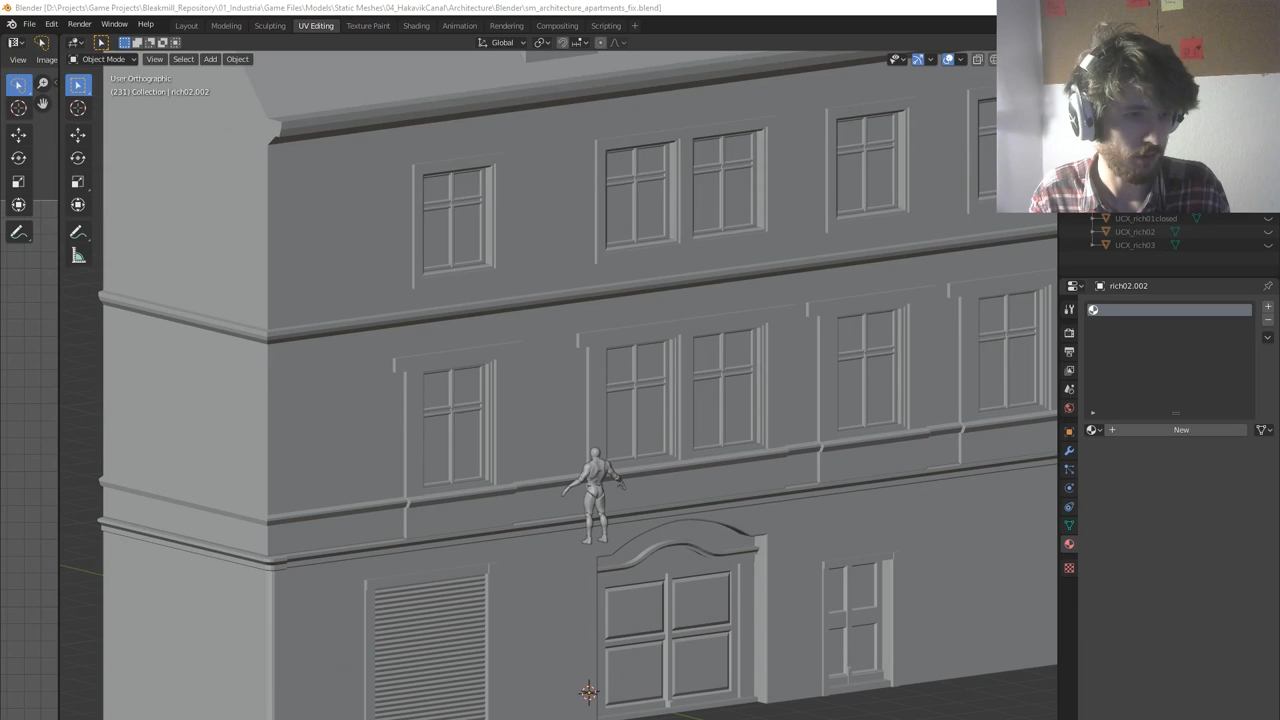 Blender [D:\Projects\Game Projects\Bleakmill_Repository\01_Industria\Game Files\Models\Static Meshes\04_HakavikCanal\Architecture\Blender\sm_architecture_apartments_fix.blend]
File Edit Render Window Help Layout Modeling Sculpting UV Editing Texture Paint Shading Animation Rendering Compositing Scripting +
Global
View Image Object Mode View Select Add Object
User Orthographic
(231) Collection | rich02.002
UCX_rich01closed
UCX_rich02
UCX_rich03
rich02.002
New